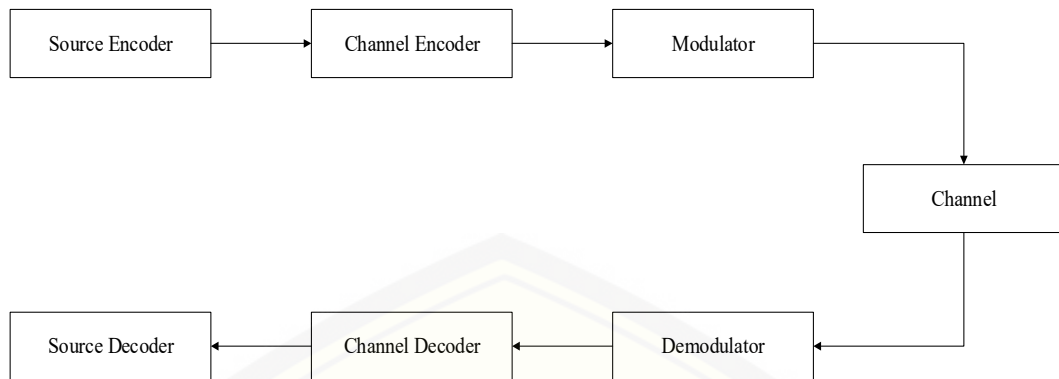 Source Encoder
Channel Encoder
Modulator
Channel
Source Decoder
Channel Decoder
Demodulator